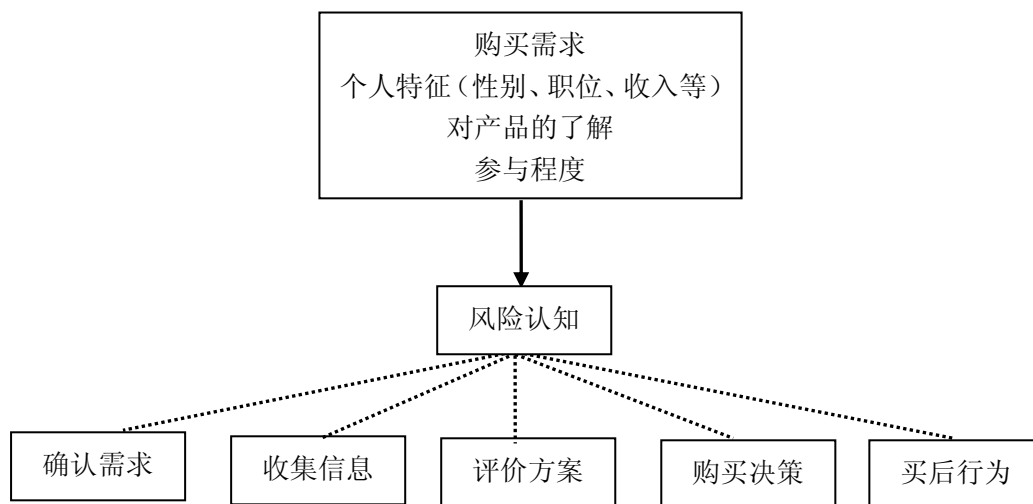 购买需求
个人特征（性别、职位、收入等）
对产品的了解
参与程度
风险认知
确认需求
收集信息
评价方案
购买决策
买后行为